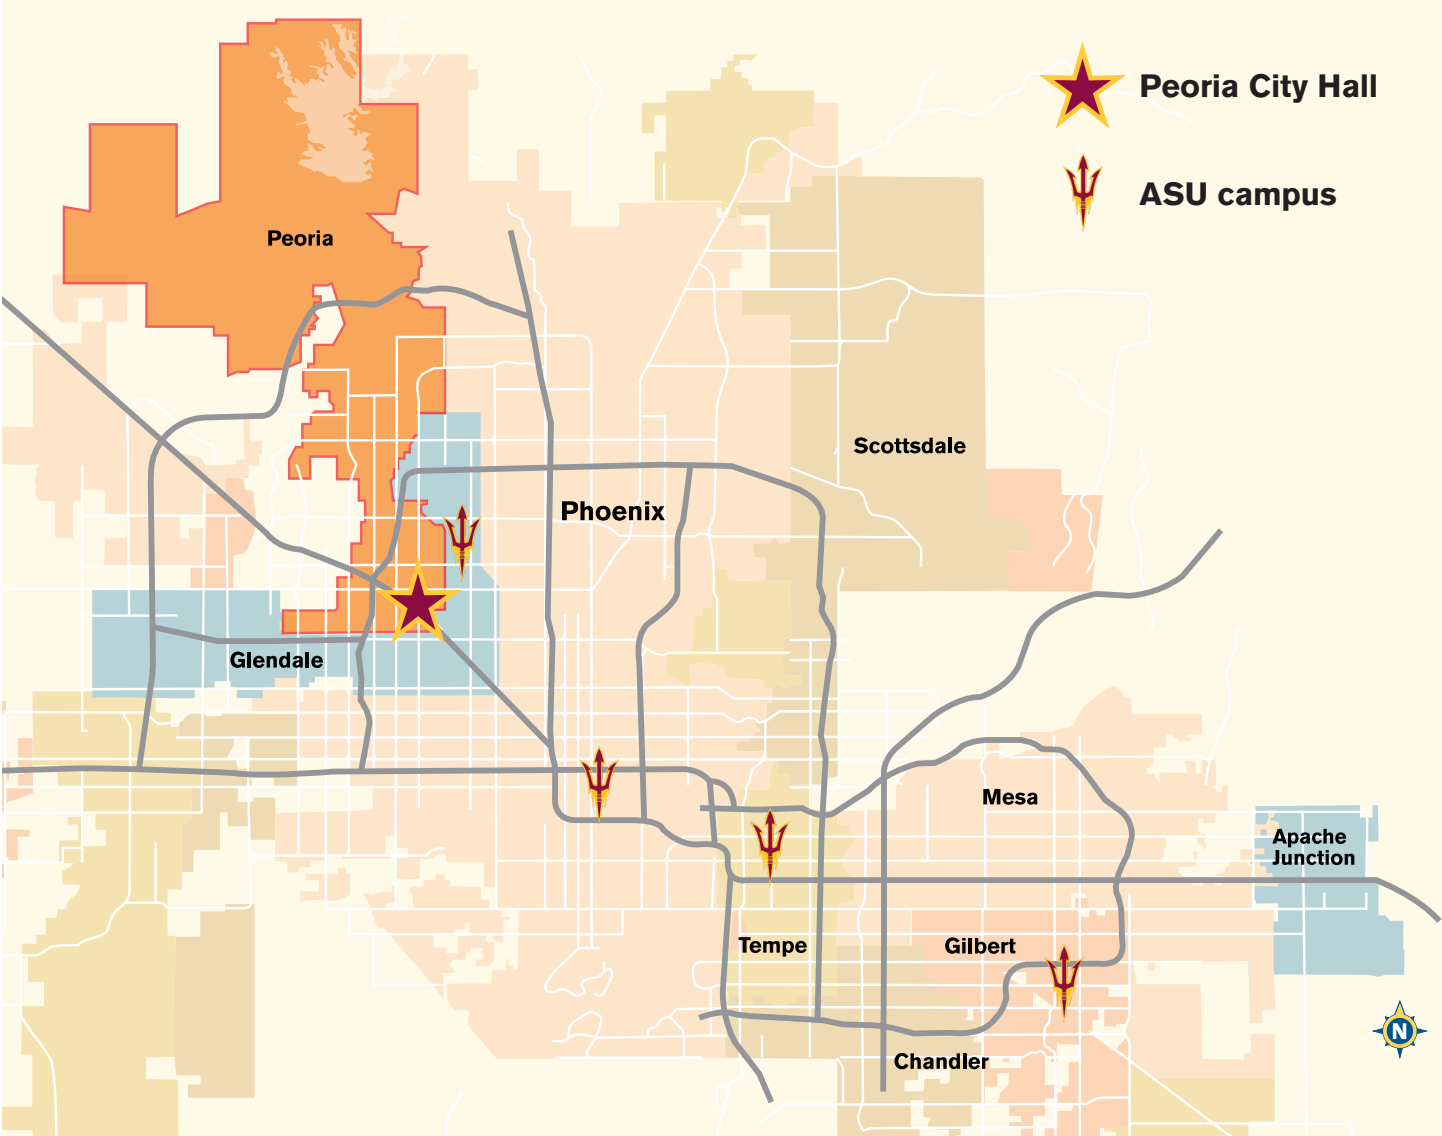 Peoria City Hall
ASU campus
Peoria
Scottsdale
Phoenix
Glendale
Mesa
Apache
Junction
Tempe
Gilbert
N
Chandler